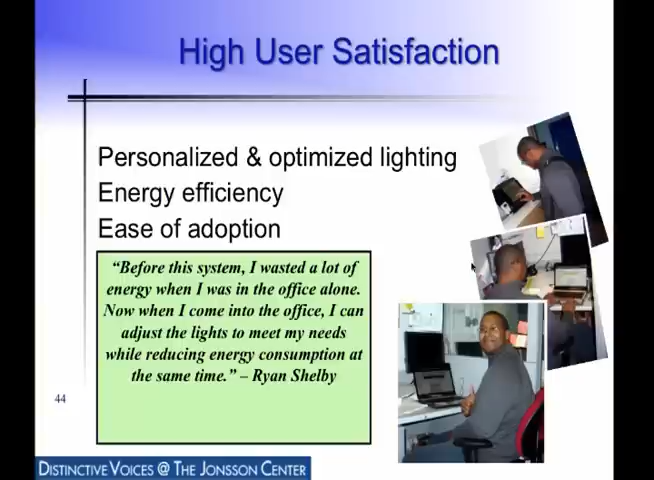 High User Satisfaction
Personalized & optimized lighting
Energy efficiency
Ease of adoption
“Before this system, I wasted a lot of
energy when I was in the office alone.
Now when I come into the office, I can
adjust the lights to meet my needs
while reducing energy consumption at
the same time.” – Ryan Shelby
44
DISTINCTIVE VOICES @ THE JONSSON CENTER